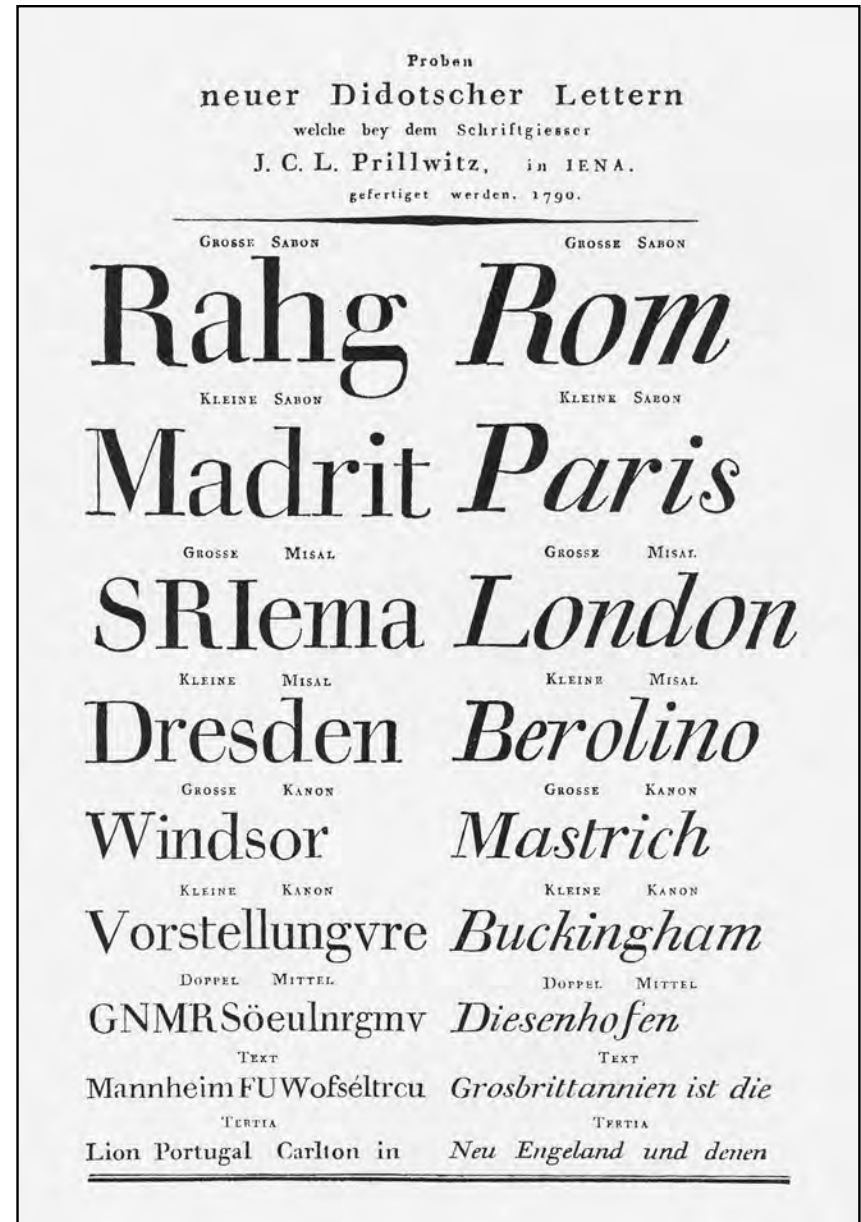 Proben
neuer Didotscher Lettern
welche bey dem Schriftgiesser
J. C. L. Prillwitz, in IENA.
gefertiget werden. 1790.
GROSSE SABON GROSSE SABON
Rahg Rom
KLEINE SABON KLEINE SABON
Madrit Paris
GROSSE MISAL GROSSE MISAL
SRIema London
KLEINE MISAL KLEINE MISAL
Dresden Berolino
GROSSE KANON GROSSE KANON
Windsor Mastrich
KLEINE KANON KLEINE KANON
Vorstellungvre Buckingham
DOPPEL MITTEL DOPPEL MITTEL
GNMRSöeulnrgmv Diesenhofen
TEXT TEXT
Mannheim FUWofséltrcu Grosbrittannien ist die
TERTIA TERTIA
Lion Portugal Carlton in Neu Engeland und denen